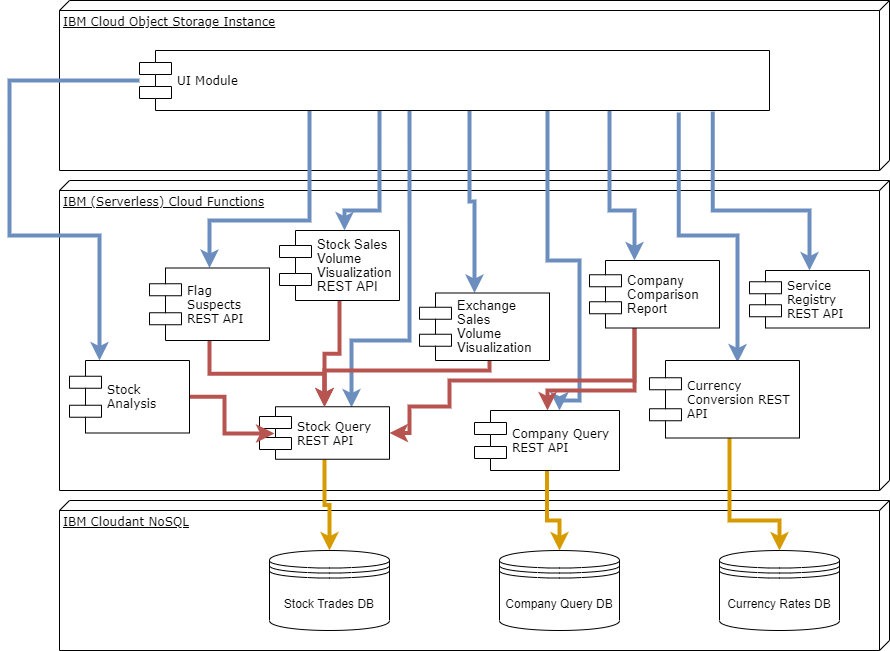 IBM Cloud Object Storage Instance
UI Module
IBM (Serverless) Cloud Functions
Stock Sales
Volume
Visualization
REST API
Flag
Suspects
REST API
Exchange
Sales
Volume
Visualization
Company
Comparison
Report
Service
Registry
REST API
Stock
Analysis
Stock Query
REST API
Company Query
REST API
Currency
Conversion REST
API
IBM Cloudant NoSQL
Stock Trades DB
Company Query DB
Currency Rates DB